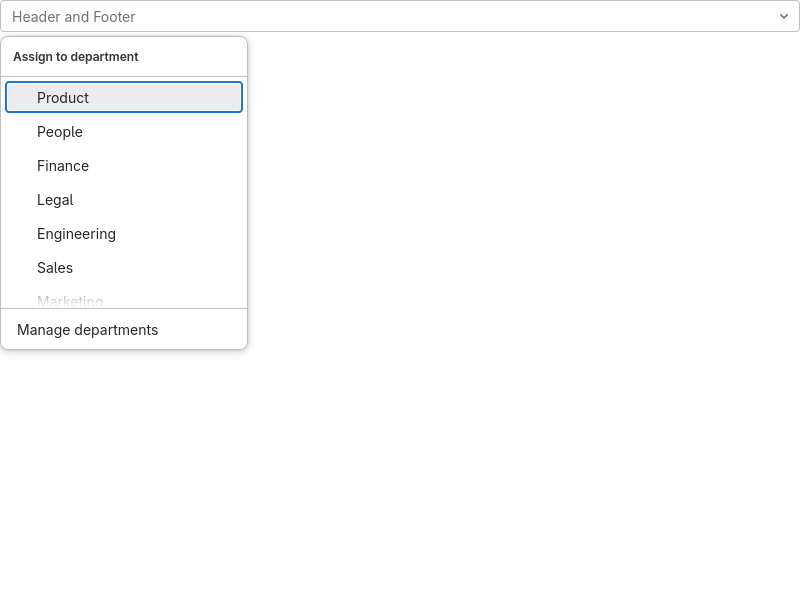 Header and Footer
Assign to department
Product
People
Finance
Legal
Engineering
Sales
Marketing
Manage departments